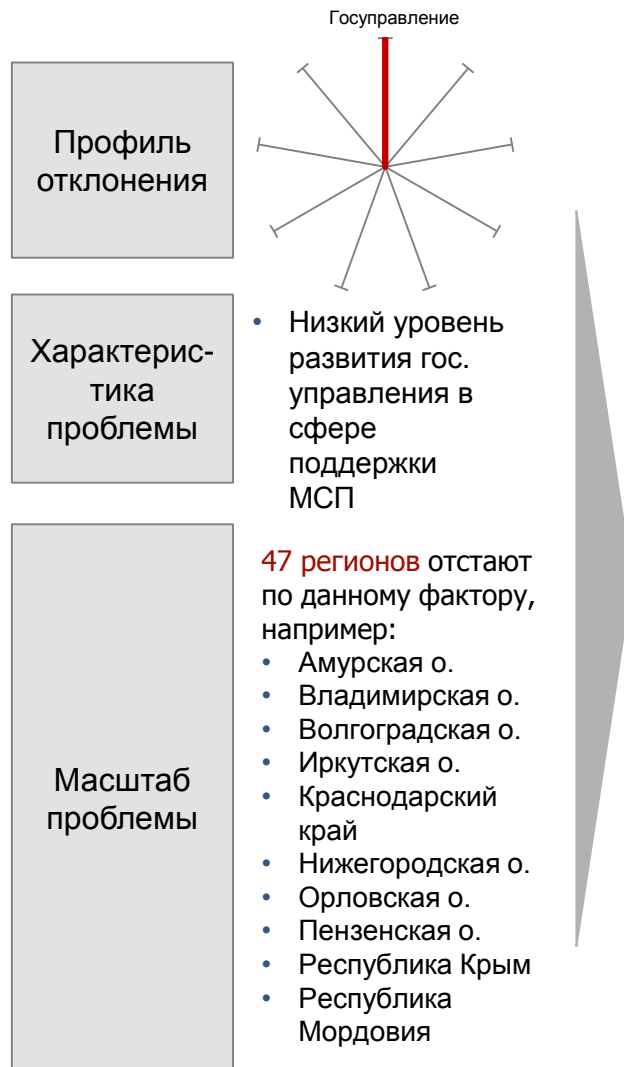 Госуправление
Профиль
отклонения
Характерис-
тика
проблемы
• Низкий уровень
развития гос.
управления в
сфере
поддержки
МСП
Масштаб
проблемы
47 регионов отстают
по данному фактору,
например:
• Амурская о.
• Владимирская о.
• Волгоградская о.
• Иркутская о.
• Краснодарский
край
• Нижегородская о.
• Орловская о.
• Пензенская о.
• Республика Крым
• Республика
Мордовия